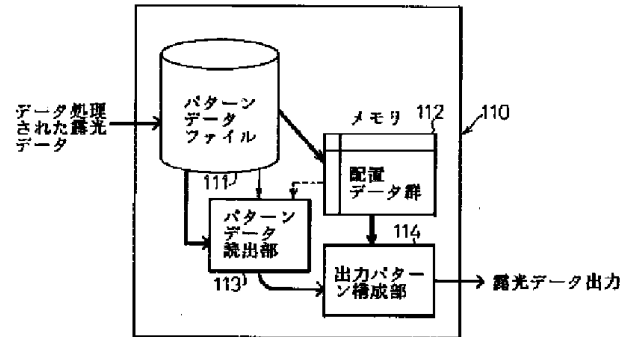 データ処理
された露光
データ
パターン
データ
ファイル
111
メモリ
112
110
配置
データ群
パターン
データ
読出部
113
114
出力パター
ン構成部
露光データ出力